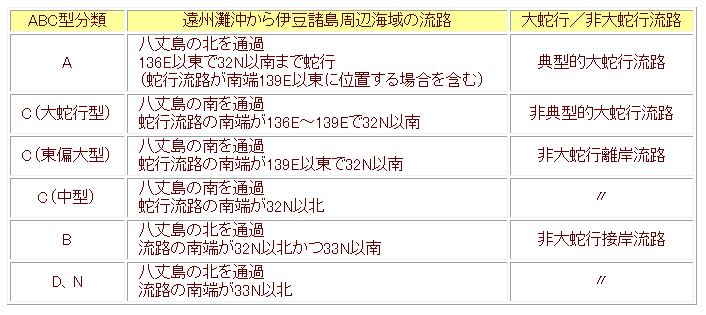 ABC型分類 遠州灘沖から伊豆諸島周辺海域の流路 大蛇行／非大蛇行流路
A
八丈島の北を通過
136E以東で32N以南まで蛇行
（蛇行流路が南端139E以東に位置する場合を含む）
典型的大蛇行流路
C（大蛇行型）
八丈島の南を通過
蛇行流路の南端が136E～139Eで32N以南
非典型的大蛇行流路
C（東偏大型）
八丈島の南を通過
蛇行流路の南端が139E以東で32N以南
非大蛇行離岸流路
C（中型）
八丈島の南を通過
蛇行流路の南端が32N以北
〃
B
八丈島の北を通過
流路の南端が32N以北かつ33N以南
非大蛇行接岸流路
D、N
八丈島の北を通過
流路の南端が33N以北
〃